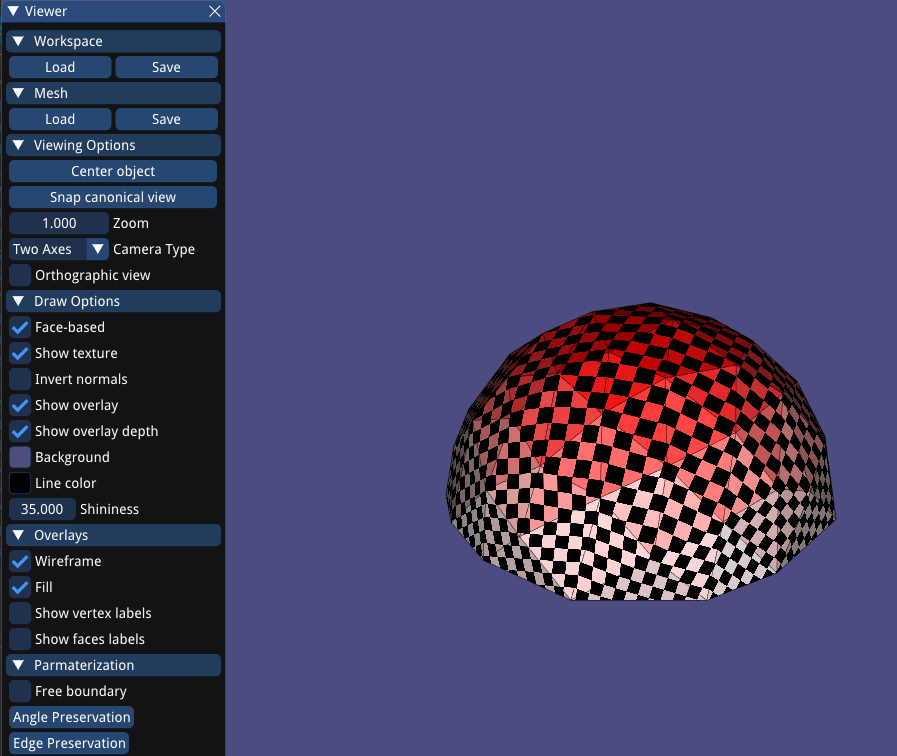 Viewer
Workspace
Load Save
Mesh
Load Save
Viewing Options
Center object
Snap canonical view
1.000 Zoom
Two Axes Camera Type
Orthographic view
Draw Options
Face-based
Show texture
Invert normals
Show overlay
Show overlay depth
Background
Line color
35.000 Shininess
Overlays
Wireframe
Fill
Show vertex labels
Show faces labels
Parmaterization
Free boundary
Angle Preservation
Edge Preservation